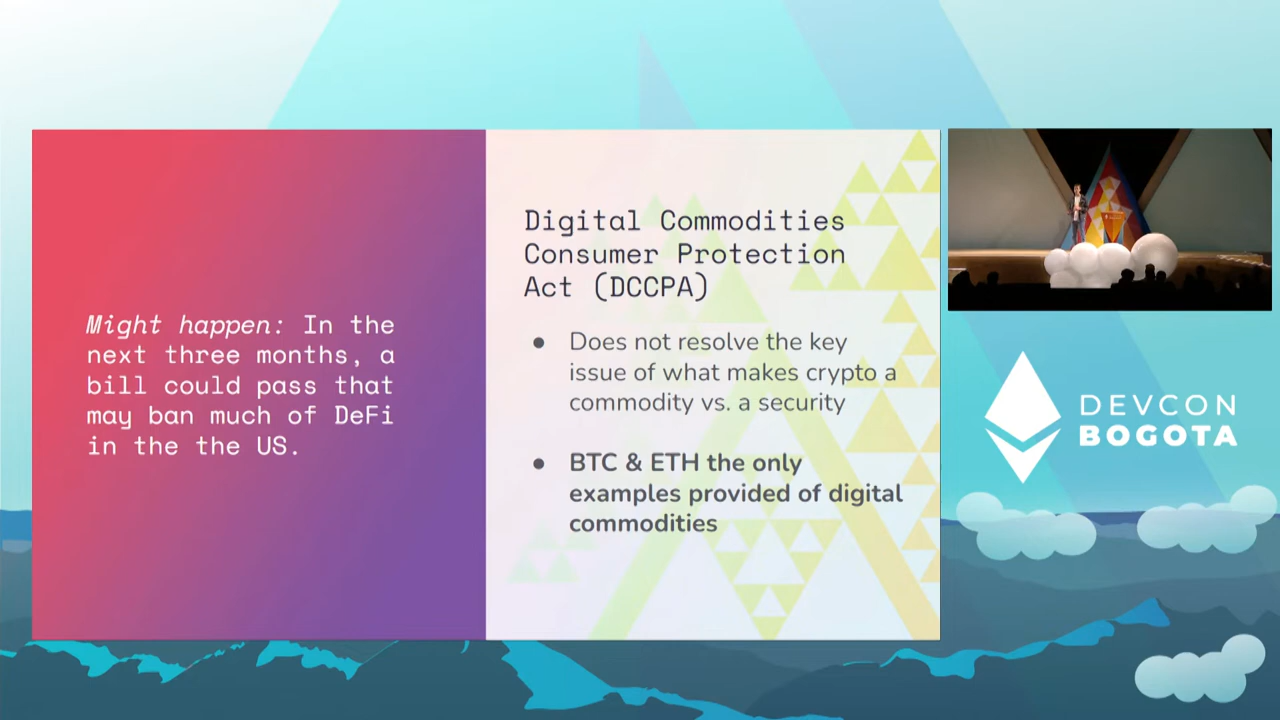 Might happen: In the
next three months, a
bill could pass that
may ban much of DeFi
in the the US.
Digital Commodities
Consumer Protection
Act (DCCPA)
● Does not resolve the key
issue of what makes crypto a
commodity vs. a security
● BTC & ETH the only
examples provided of digital
commodities
DEVCON
BOGOTA